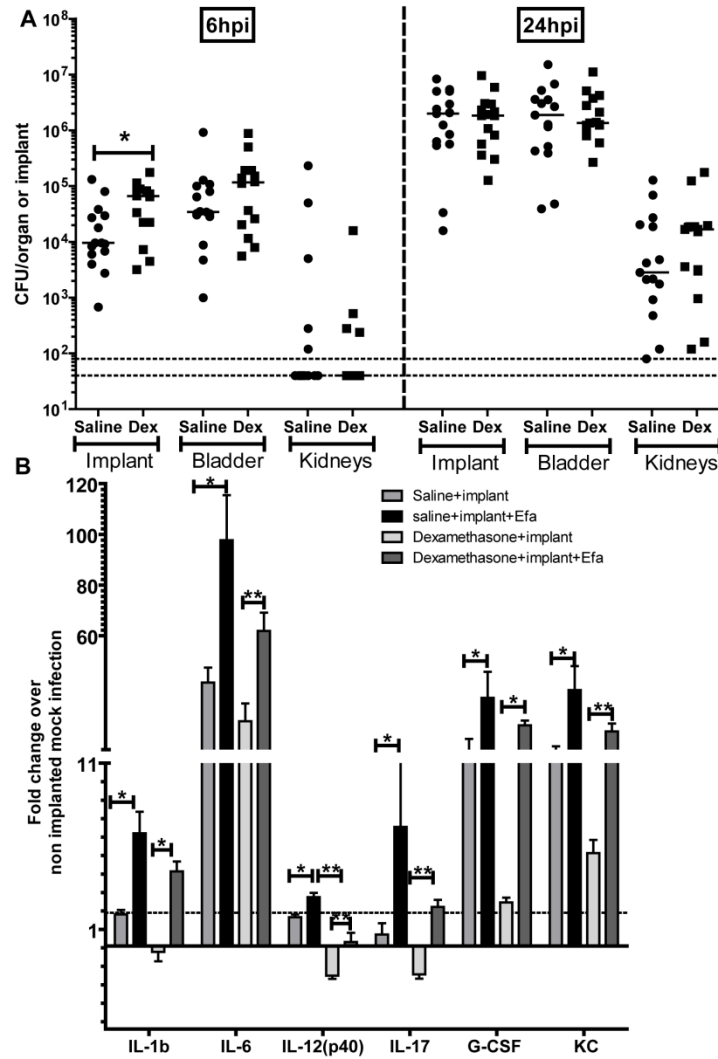 A
6hpi
24hpi
CFU/organ or implant
10^8
10^7
10^6
10^5
10^4
10^3
10^2
10^1
*
Saline Dex Saline Dex Saline Dex Saline Dex Saline Dex Saline Dex
Implant Bladder Kidneys Implant Bladder Kidneys
B
Fold change over
non implanted mock infection
120
100
80
60
11
1
Saline+implant
saline+implant+Efa
Dexamethasone+implant
Dexamethasone+implant+Efa
* * * ** * ** ** * ** * * * **
IL-1b IL-6 IL-12(p40) IL-17 G-CSF KC